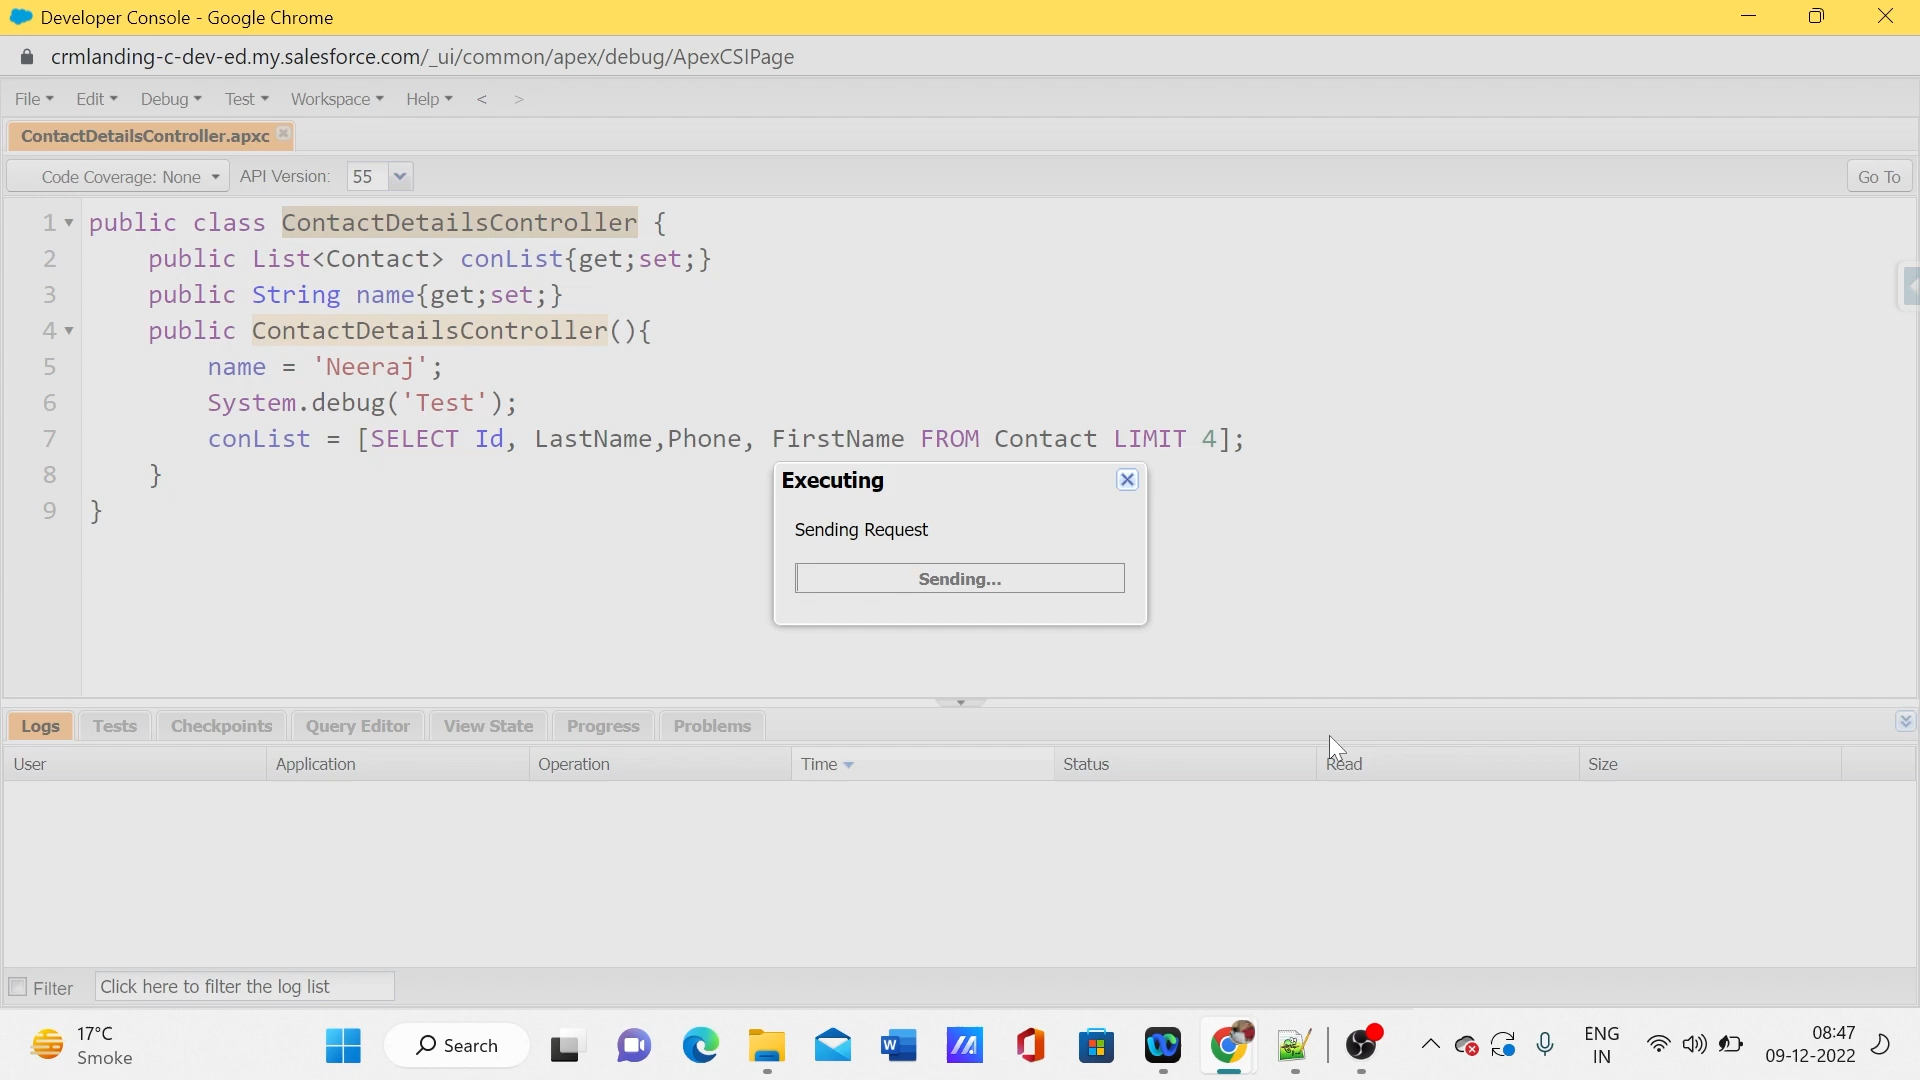 Developer Console - Google Chrome
crmlanding-c-dev-ed.my.salesforce.com/_ui/common/apex/debug/ApexCSIPage
File Edit Debug Test Workspace Help < >
ContactDetailsController.apxc
Code Coverage: None API Version: 55 Go To
1 public class ContactDetailsController {
2 public List<Contact> conList{get;set;}
3 public String name{get;set;}
4 public ContactDetailsController(){
5 name = 'Neeraj';
6 System.debug('Test');
7 conList = [SELECT Id, LastName,Phone, FirstName FROM Contact LIMIT 4];
8 }
9 }
Executing
Sending Request
Sending...
Logs Tests Checkpoints Query Editor View State Progress Problems
User Application Operation Time Status Read Size
Filter Click here to filter the log list
17°C
Smoke
Search
ENG
IN
08:47
09-12-2022